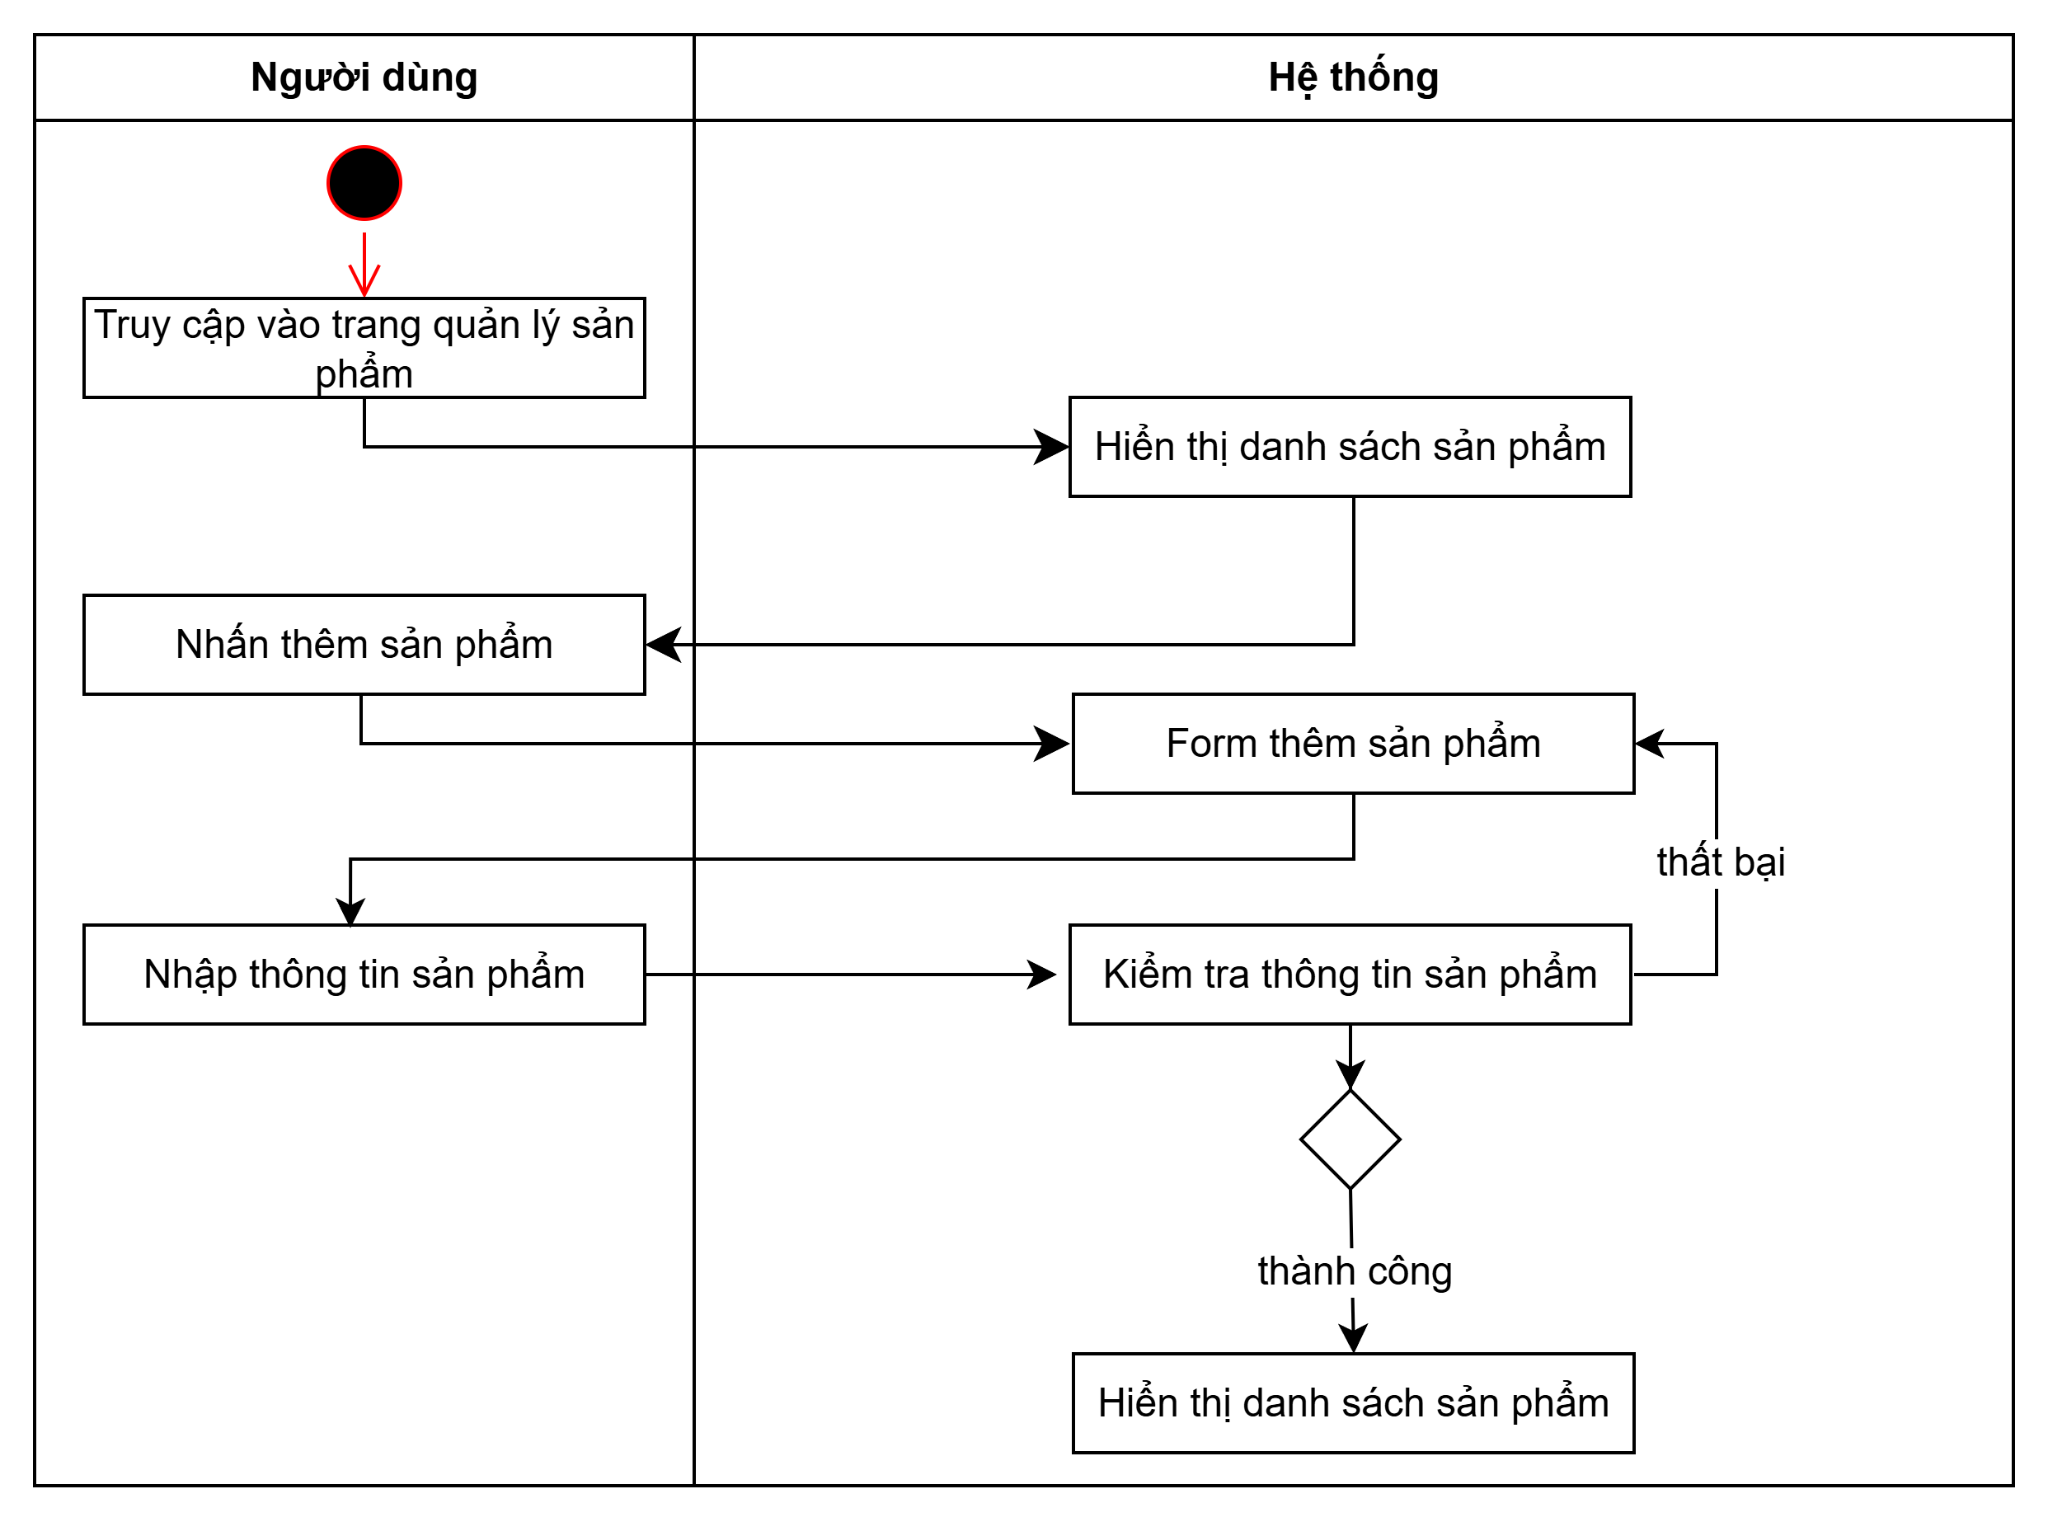 Người dùng
Hệ thống
Truy cập vào trang quản lý sản
phẩm
Hiển thị danh sách sản phẩm
Nhấn thêm sản phẩm
Form thêm sản phẩm
thất bại
Nhập thông tin sản phẩm
Kiểm tra thông tin sản phẩm
thành công
Hiển thị danh sách sản phẩm